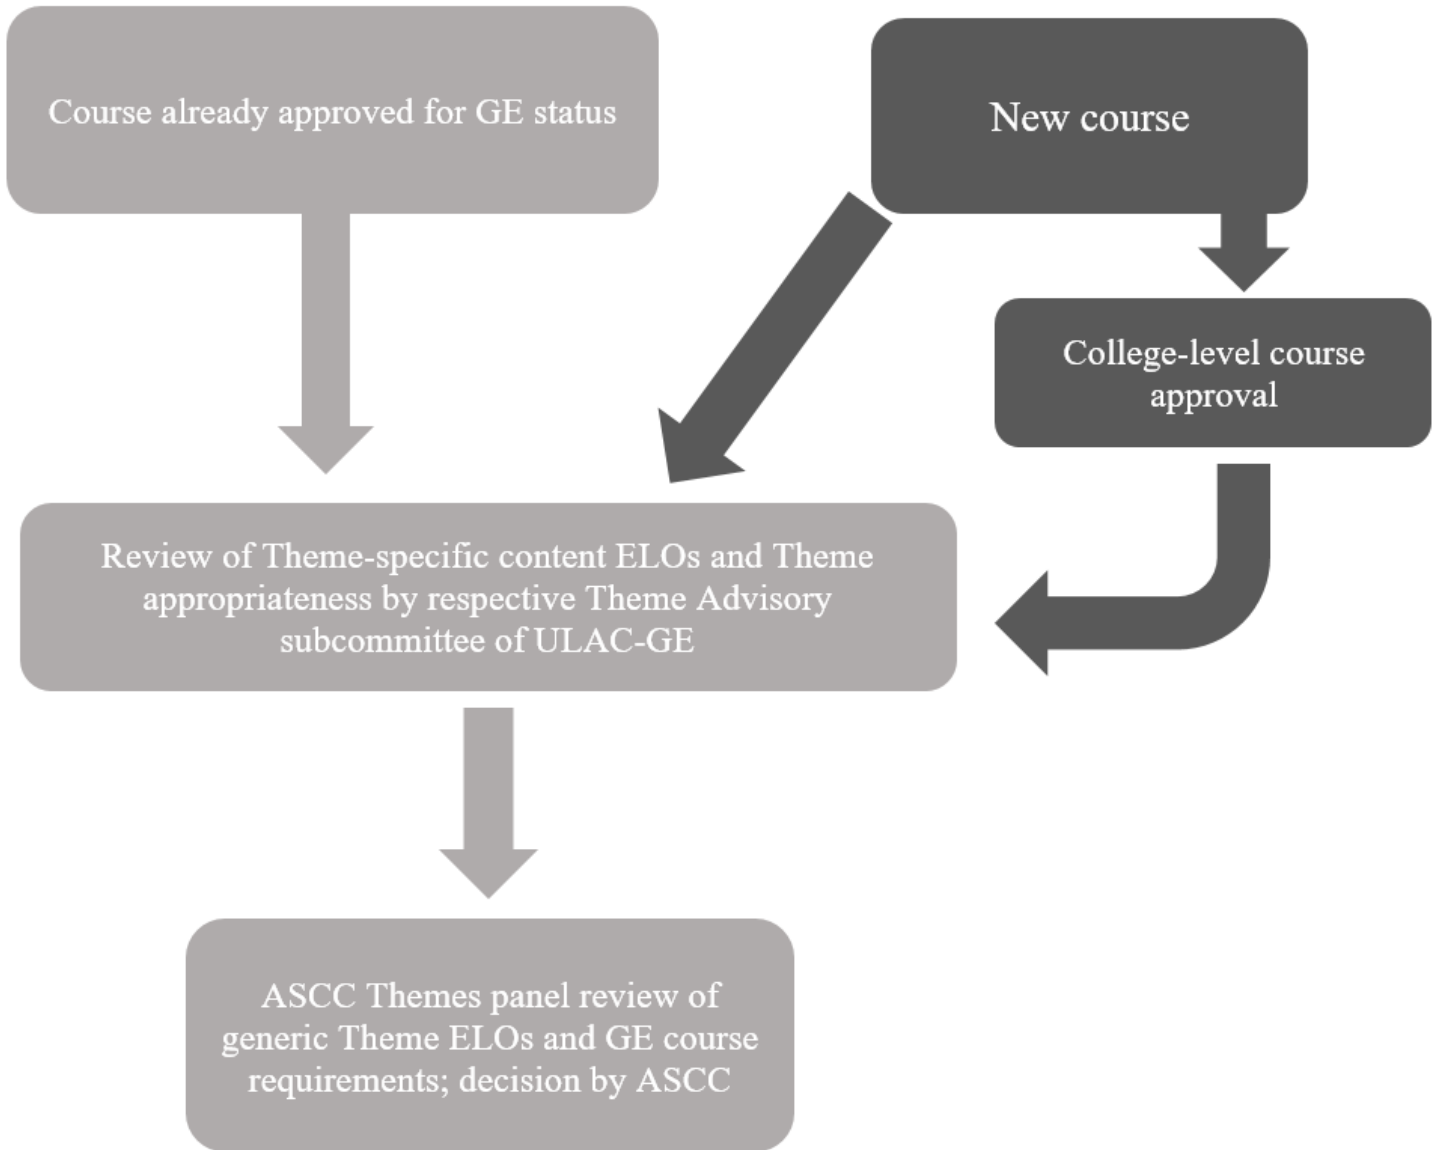 Course already approved for GE status
New course
College-level course
approval
Review of Theme-specific content ELOs and Theme
appropriateness by respective Theme Advisory
subcommittee of ULAC-GE
ASCC Themes panel review of
generic Theme ELOs and GE course
requirements; decision by ASCC